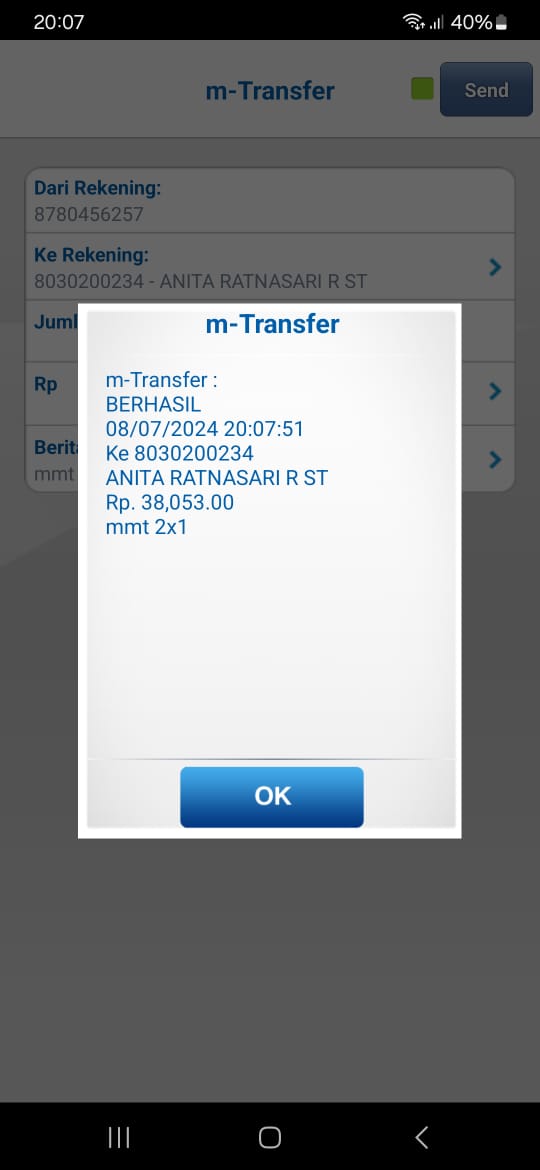 20:07
40%
m-Transfer
Send
Dari Rekening:
8780456257
Ke Rekening:
8030200234 - ANITA RATNASARI R ST
Juml
Rp
Berit
mmt
m-Transfer
m-Transfer :
BERHASIL
08/07/2024 20:07:51
Ke 8030200234
ANITA RATNASARI R ST
Rp. 38,053.00
mmt 2x1
OK